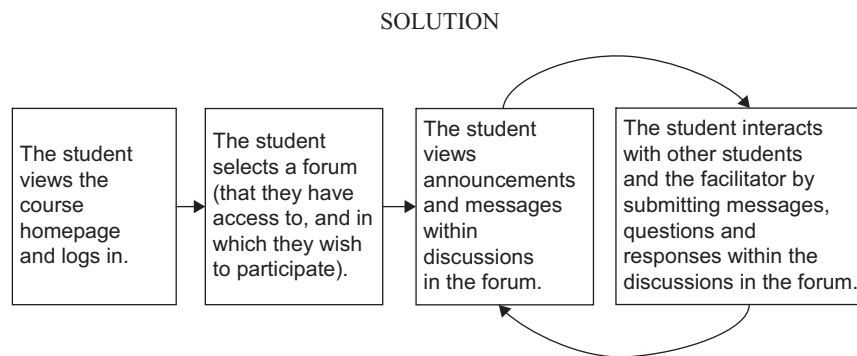 SOLUTION
The student
views the
course
homepage
and logs in.
The student
selects a forum
(that they have
access to, and in
which they wish
to participate).
The student
views
announcements
and messages
within
discussions
in the forum.
The student interacts
with other students
and the facilitator by
submitting messages,
questions and
responses within the
discussions in the forum.